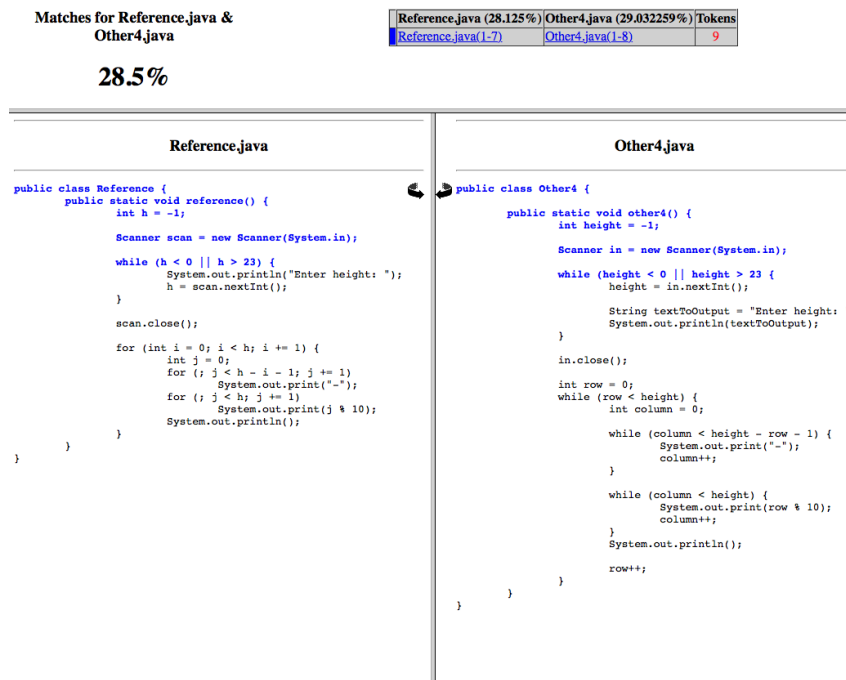 Matches for Reference.java &
Other4.java
28.5%
Reference.java (28.125%) Other4.java (29.032259%) Tokens
Reference.java(1-7) Other4.java(1-8) 9
Reference.java
public class Reference {
public static void reference() {
int h = -1;
Scanner scan = new Scanner(System.in);
while (h < 0 || h > 23) {
System.out.println("Enter height: ");
h = scan.nextInt();
}
scan.close();
for (int i = 0; i < h; i += 1) {
int j = 0;
for (; j < h - i - 1; j += 1)
System.out.print("-");
for (; j < h; j += 1)
System.out.print(j % 10);
System.out.println();
}
}
}
Other4.java
public class Other4 {
public static void other4() {
int height = -1;
Scanner in = new Scanner(System.in);
while (height < 0 || height > 23 {
height = in.nextInt();
String textToOutput = "Enter height:
System.out.println(textToOutput);
}
in.close();
int row = 0;
while (row < height) {
int column = 0;
while (column < height - row - 1) {
System.out.print("-");
column++;
}
while (column < height) {
System.out.print(row % 10);
column++;
}
System.out.println();
row++;
}
}
}